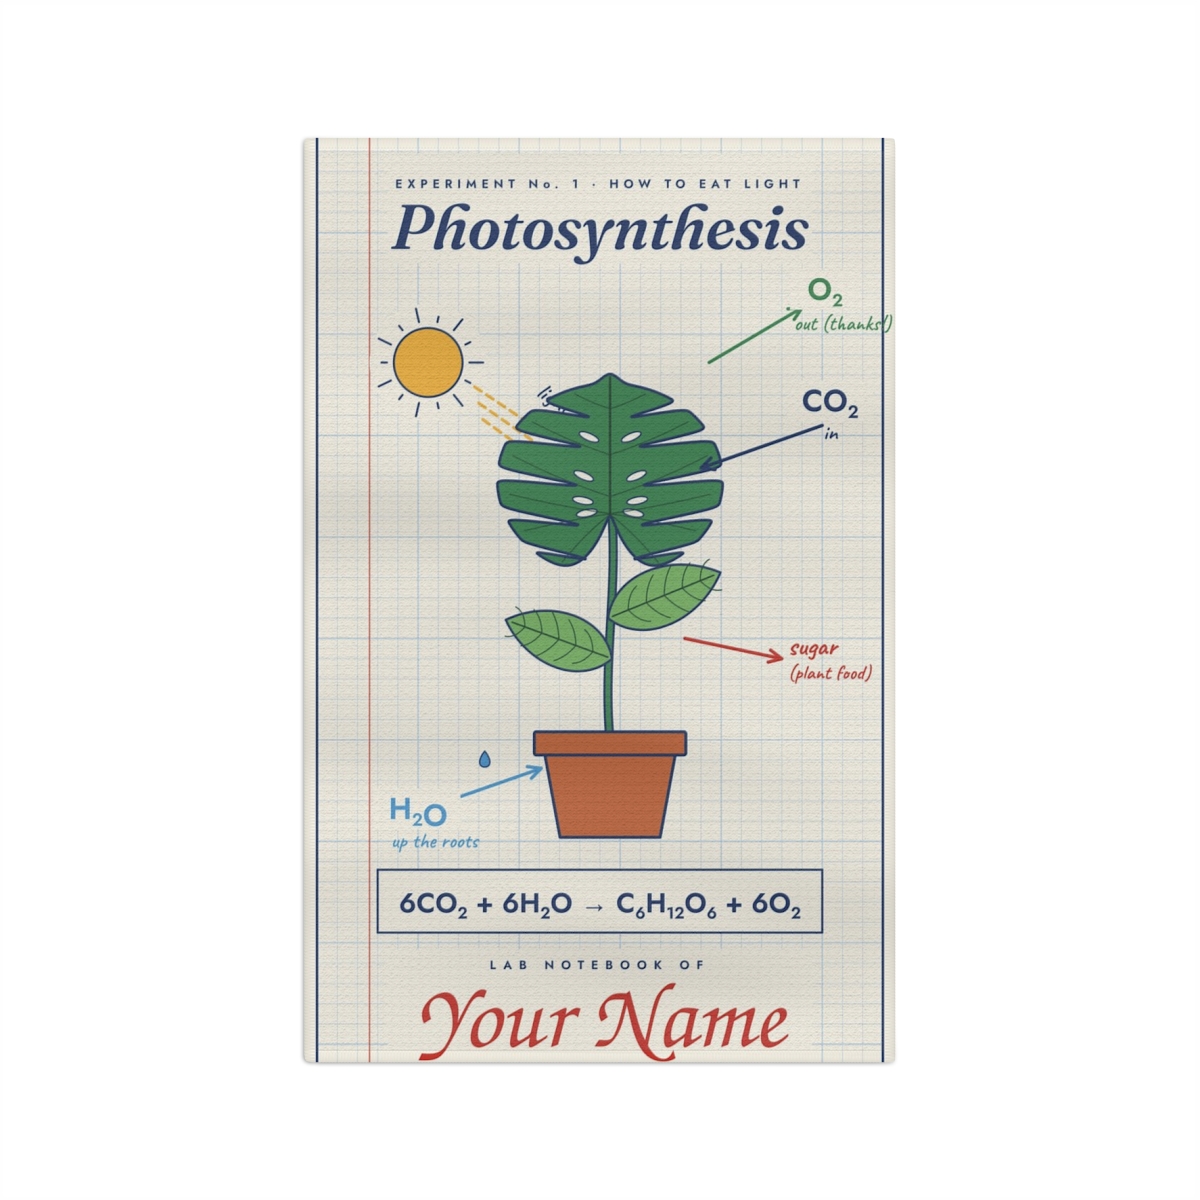 EXPERIMENT No. 1 · HOW TO EAT LIGHT
Photosynthesis
O₂
out (thanks!)
CO₂
in
sugar
(plant food)
H₂O
up the roots
6CO₂ + 6H₂O → C₆H₁₂O₆ + 6O₂
LAB NOTEBOOK OF
Your Name